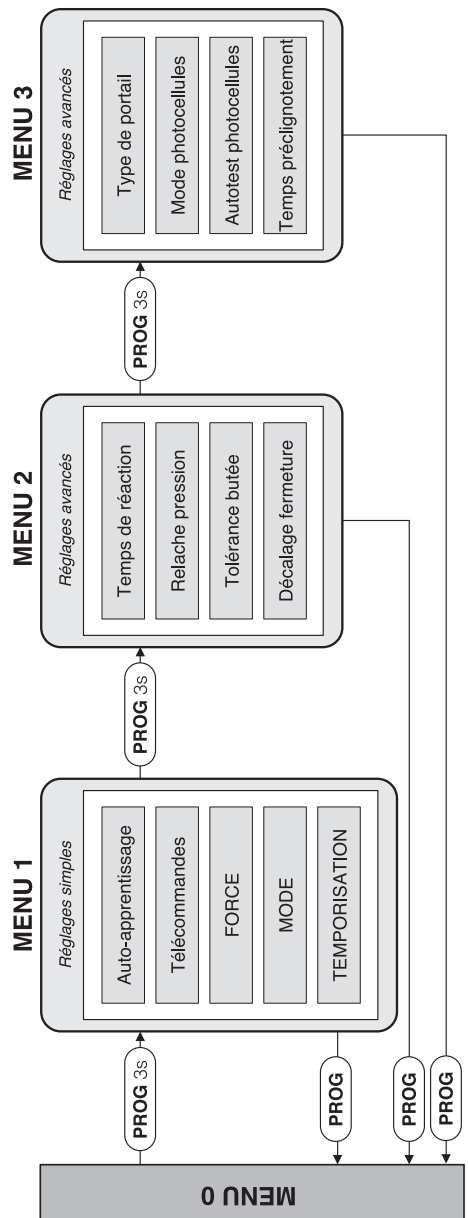 MENU 0
PROG 3s
PROG
PROG
PROG
MENU 1
Réglages simples
Auto-apprentissage
Télécommandes
FORCE
MODE
TEMPORISATION
PROG 3s
MENU 2
Réglages avancés
Temps de réaction
Relache pression
Tolérance butée
Décalage fermeture
PROG 3s
MENU 3
Réglages avancés
Type de portail
Mode photocellules
Autotest photocellules
Temps préclignotement